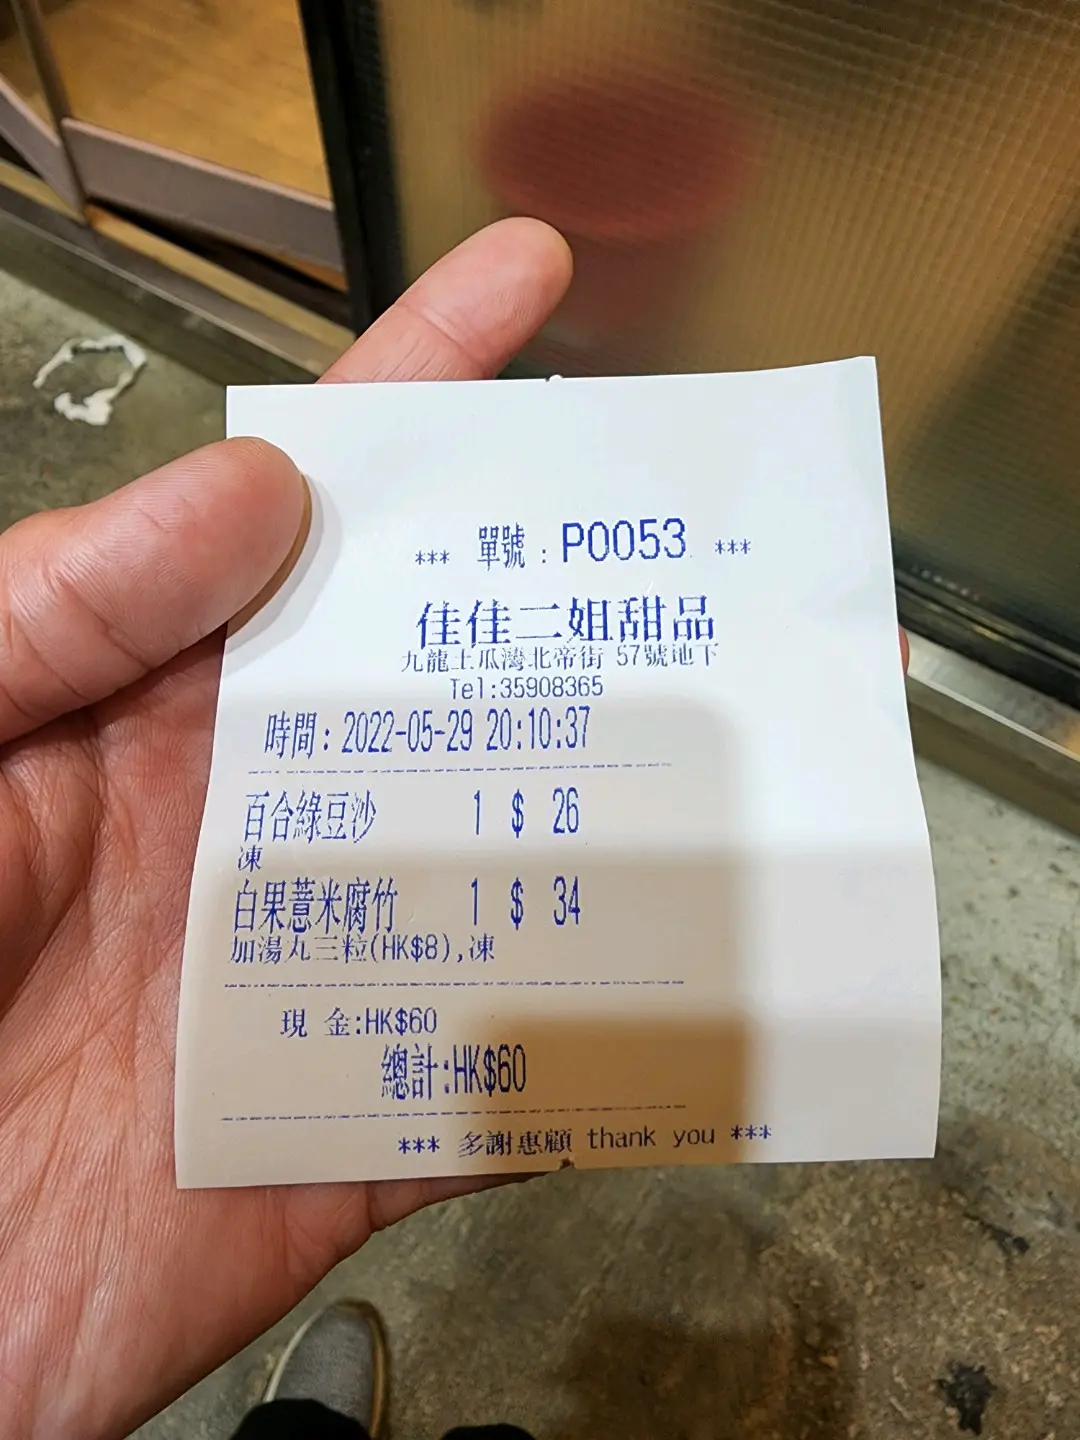 *** 單號 : P0053 ***
佳佳二姐甜品
九龍土瓜灣北帝街 57號地下
Tel:35908365
時間: 2022-05-29 20:10:37
百合綠豆沙 1 $ 26
凍
白果薏米腐竹 1 $ 34
加湯丸三粒(HK$8),凍
現 金:HK$60
總計:HK$60
*** 多謝惠顧 thank you ***